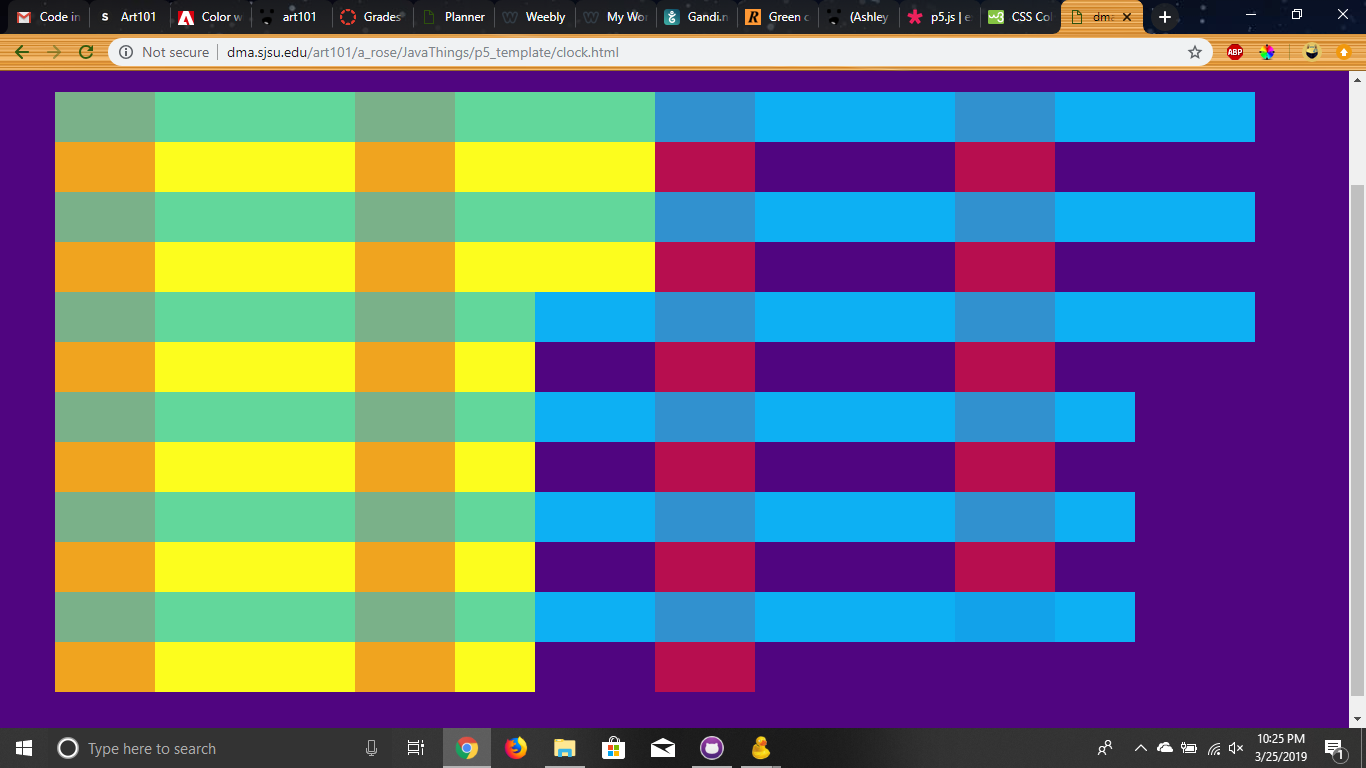 Code in
Art101
Color w
art101
Grades
Planner
Weebly
My Wo
Gandi.n
Green c
(Ashley
p5.js | e
CSS Col
dma
Not secure
dma.sjsu.edu/art101/a_rose/JavaThings/p5_template/clock.html
ABP
Type here to search
10:25 PM
3/25/2019
1